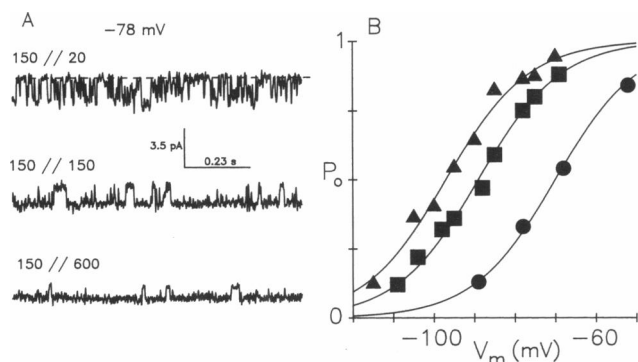 A
−78 mV
150 // 20
3.5 pA
0.23 s
150 // 150
150 // 600
B
1
Po
0
−100
−60
Vm (mV)